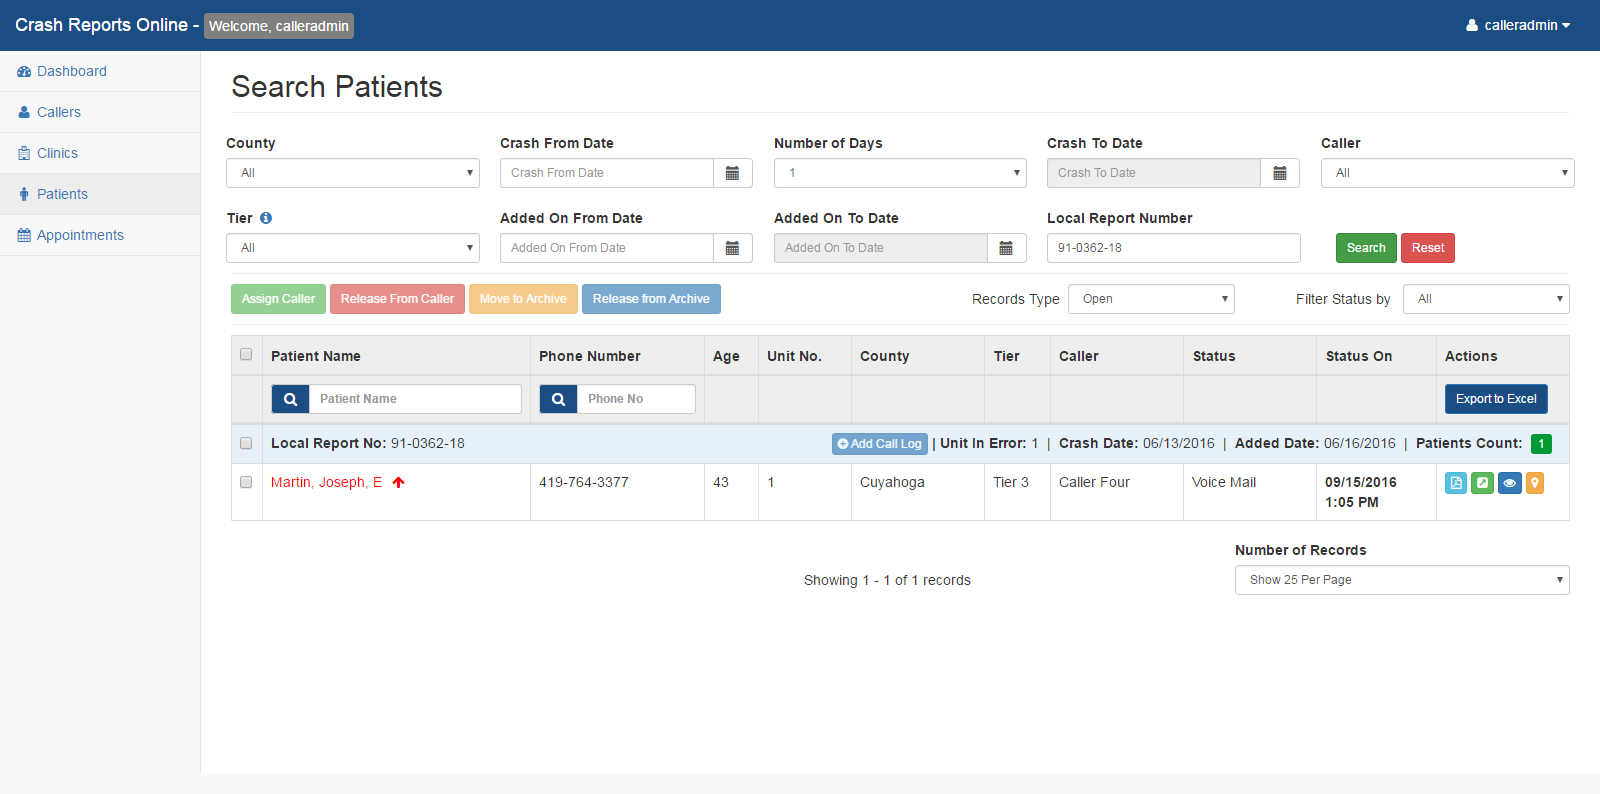 Crash Reports Online - Welcome, calleradmin
calleradmin
Dashboard
Callers
Clinics
Patients
Appointments
Search Patients
County
Crash From Date
Number of Days
Crash To Date
Caller
All
Crash From Date
1
Crash To Date
All
Tier
Added On From Date
Added On To Date
Local Report Number
All
Added On From Date
Added On To Date
91-0362-18
Search
Reset
Assign Caller
Release From Caller
Move to Archive
Release from Archive
Records Type
Open
Filter Status by
All
Patient Name
Phone Number
Age
Unit No.
County
Tier
Caller
Status
Status On
Actions
Patient Name
Phone No
Export to Excel
Local Report No: 91-0362-18
Add Call Log | Unit In Error: 1 | Crash Date: 06/13/2016 | Added Date: 06/16/2016 | Patients Count: 1
Martin, Joseph, E
419-764-3377
43
1
Cuyahoga
Tier 3
Caller Four
Voice Mail
09/15/2016
1:05 PM
Number of Records
Showing 1 - 1 of 1 records
Show 25 Per Page